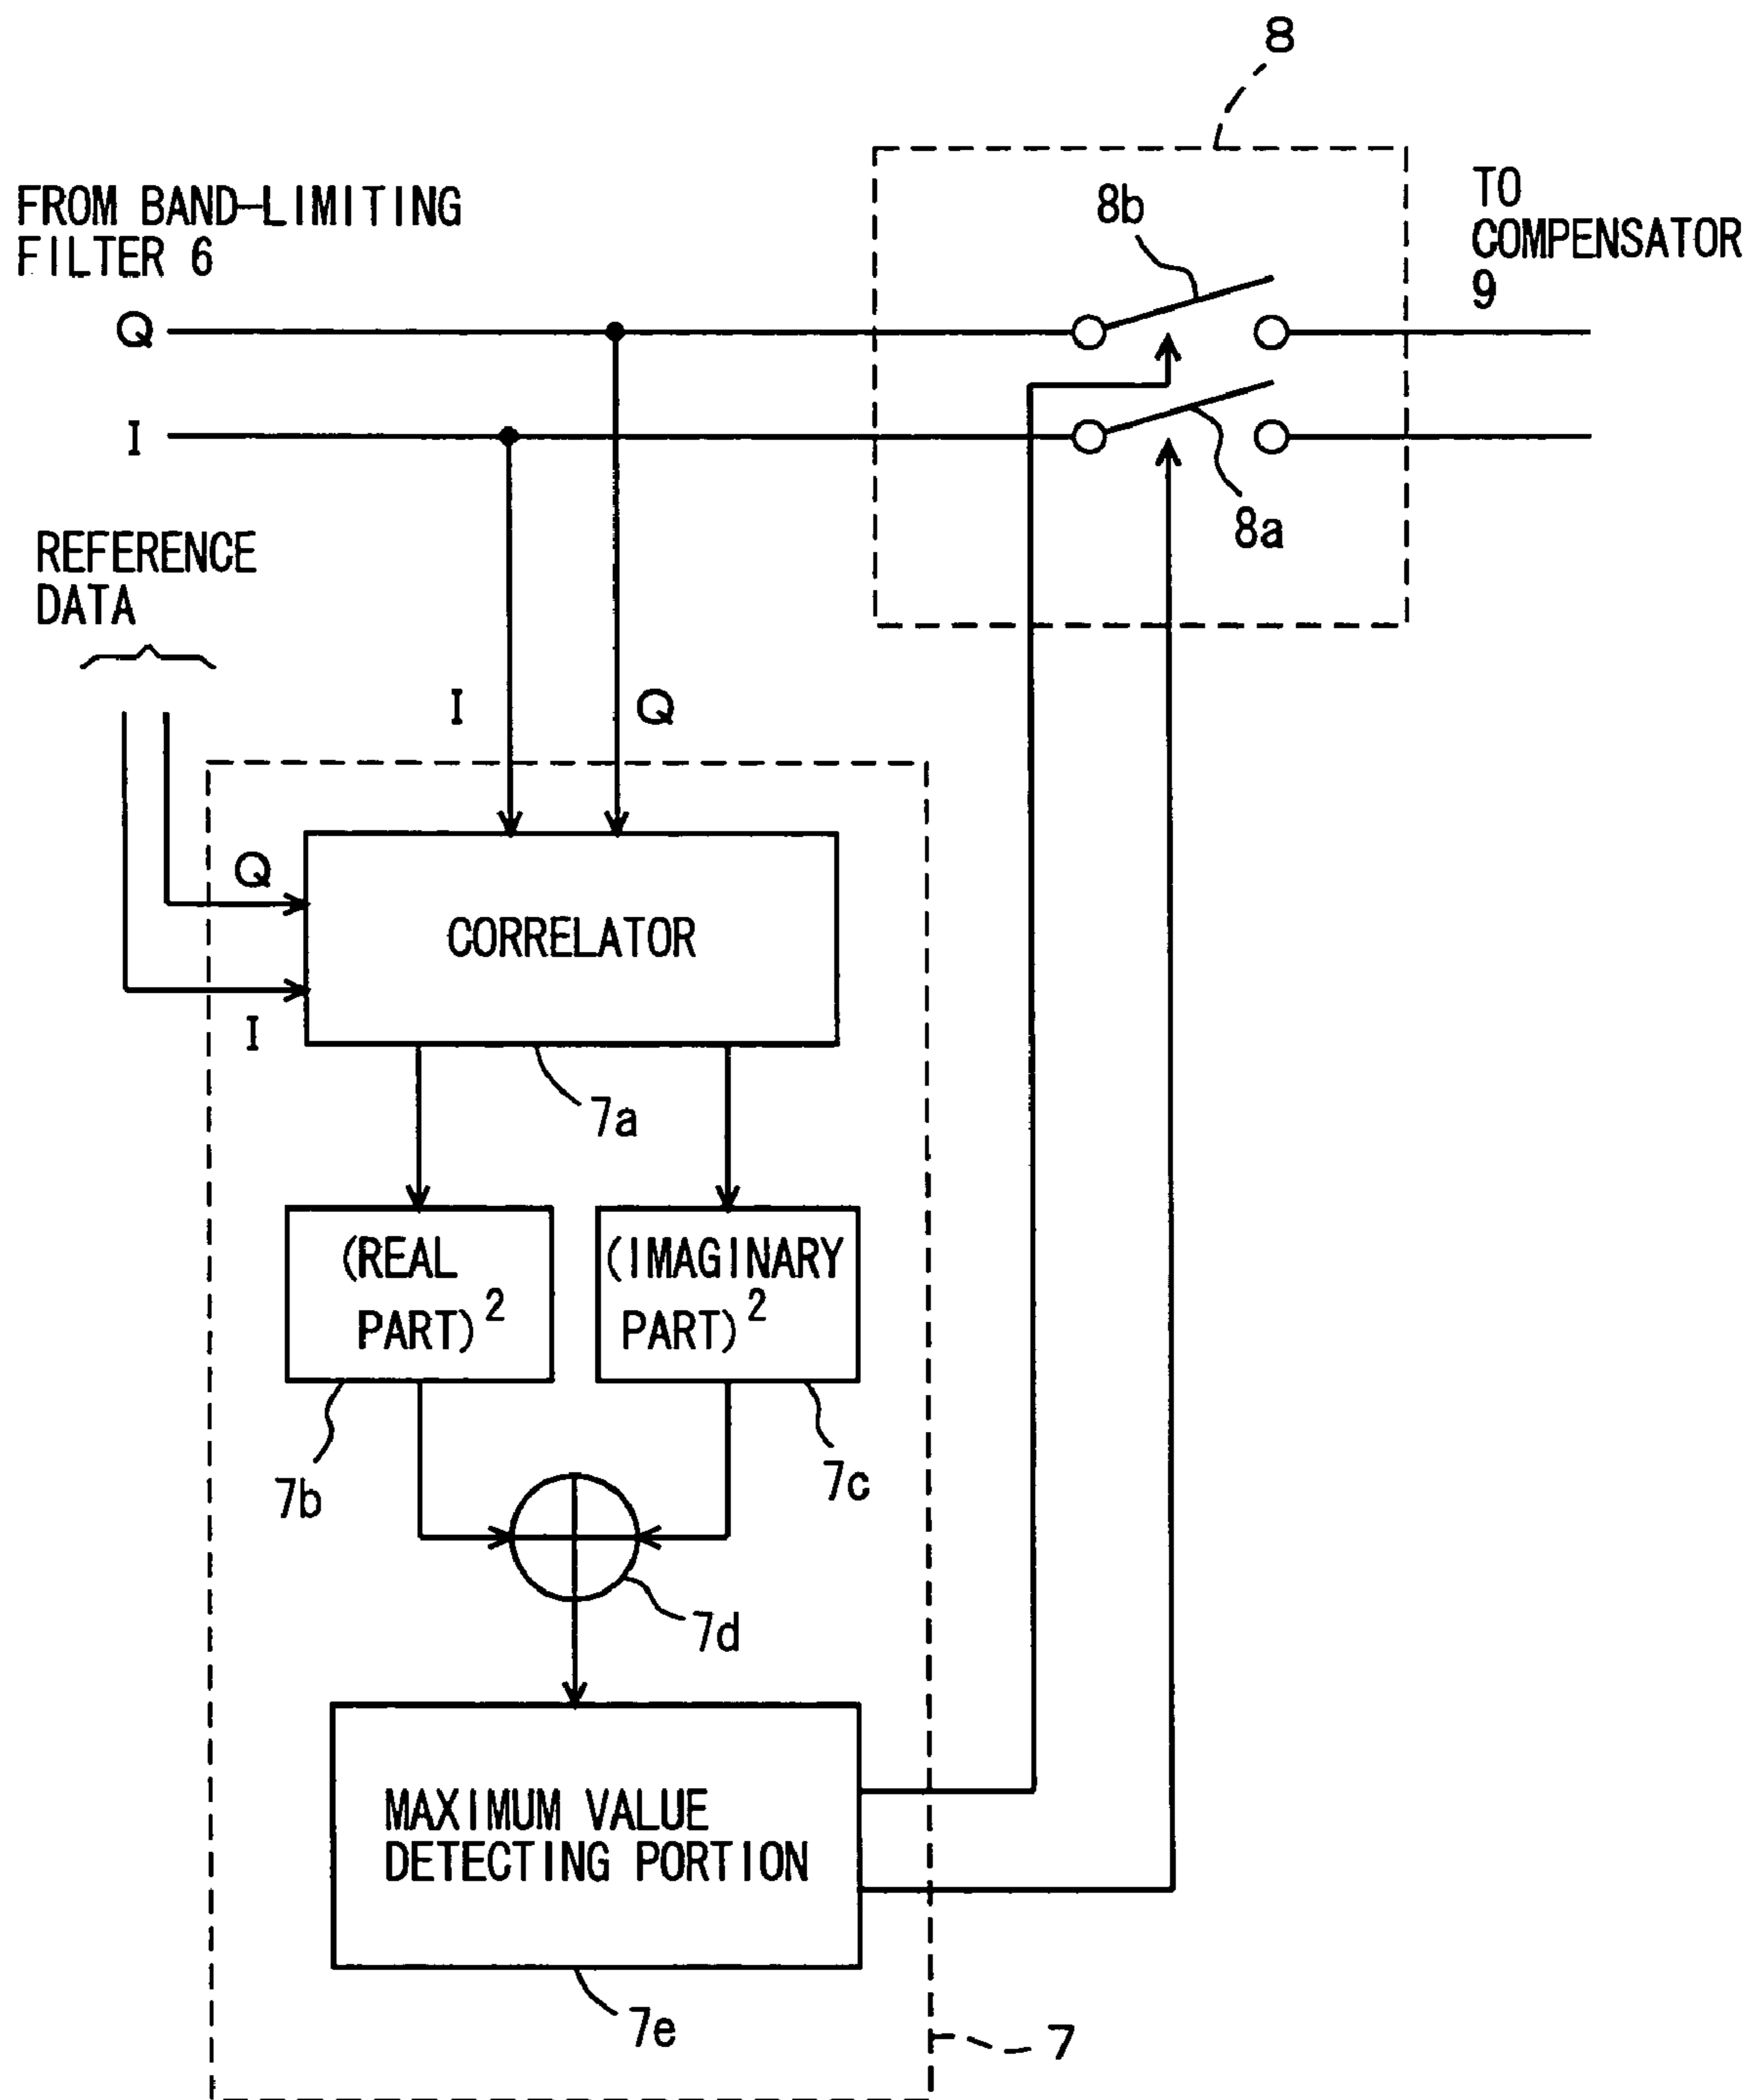 8
FROM BAND-LIMITING
FILTER 6
8b
TO
COMPENSATOR
9
Q
I
8a
REFERENCE
DATA
I
Q
Q
CORRELATOR
I
7a
(REAL
PART)²
(IMAGINARY
PART)²
7b
7c
7d
MAXIMUM VALUE
DETECTING PORTION
7e
7